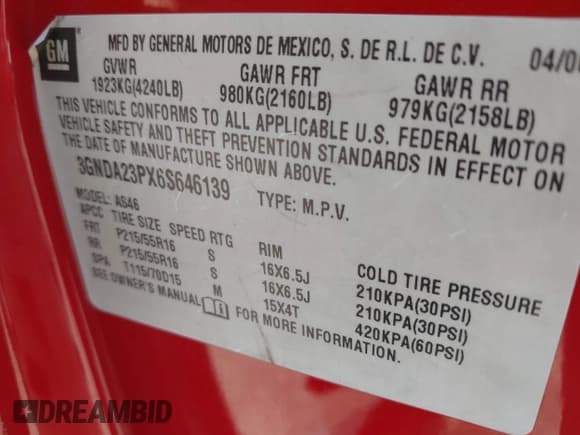 GM
MFD BY GENERAL MOTORS DE MEXICO, S. DE R.L. DE C.V. 04/0
GVWR GAWR FRT GAWR RR
1923KG(4240LB) 980KG(2160LB) 979KG(2158LB)
THIS VEHICLE CONFORMS TO ALL APPLICABLE U.S. FEDERAL MOTOR
VEHICLE SAFETY AND THEFT PREVENTION STANDARDS IN EFFECT ON
THE DATE OF MANUFACTURE SHOWN ABOVE.
3GNDA23PX6S646139 TYPE: M.P.V.
AS46
APCC TIRE SIZE SPEED RTG RIM COLD TIRE PRESSURE
FRT P215/55R16 S 16X6.5J 210KPA(30PSI)
RR P215/55R16 S 16X6.5J 210KPA(30PSI)
SPA T115/70D15 M 15X4T 420KPA(60PSI)
SEE OWNER'S MANUAL FOR MORE INFORMATION.
DREAMBID